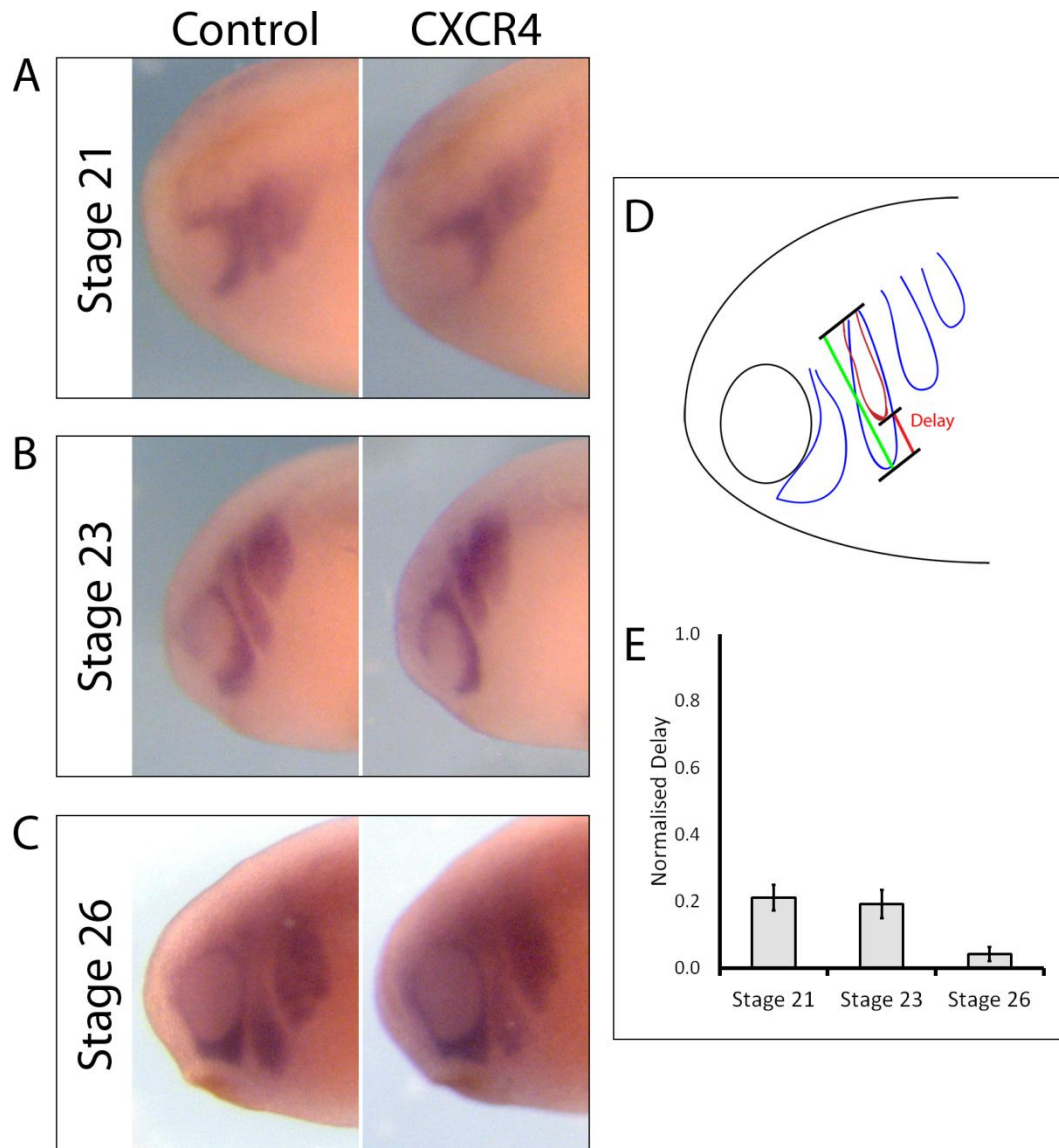 Control
CXCR4
A
Stage 21
B
Stage 23
C
Stage 26
D
Delay
E
Normalised Delay
1.0
0.8
0.6
0.4
0.2
0.0
Stage 21
Stage 23
Stage 26